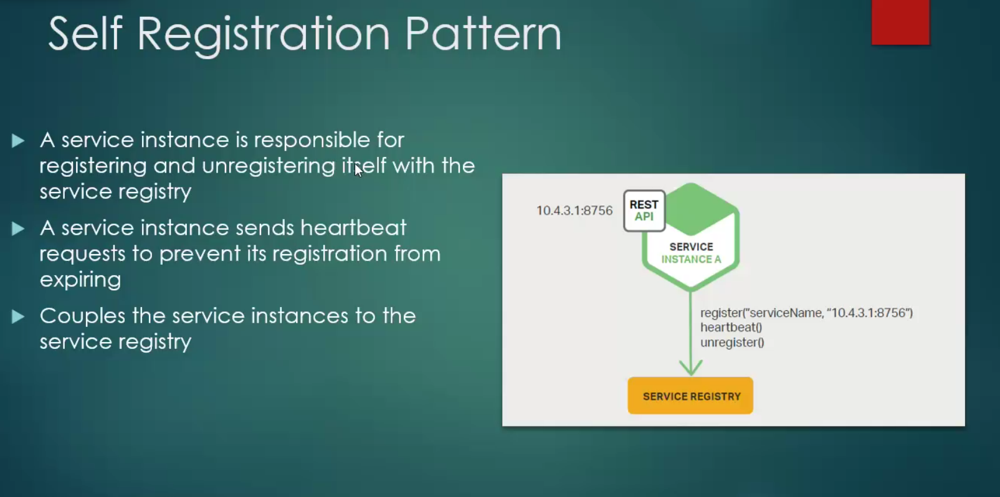 Self Registration Pattern
A service instance is responsible for
registering and unregistering itself with the
service registry
A service instance sends heartbeat
requests to prevent its registration from
expiring
Couples the service instances to the
service registry
10.4.3.1:8756
REST
API
SERVICE
INSTANCE A
register("serviceName, “10.4.3.1:8756”)
heartbeat()
unregister()
SERVICE REGISTRY